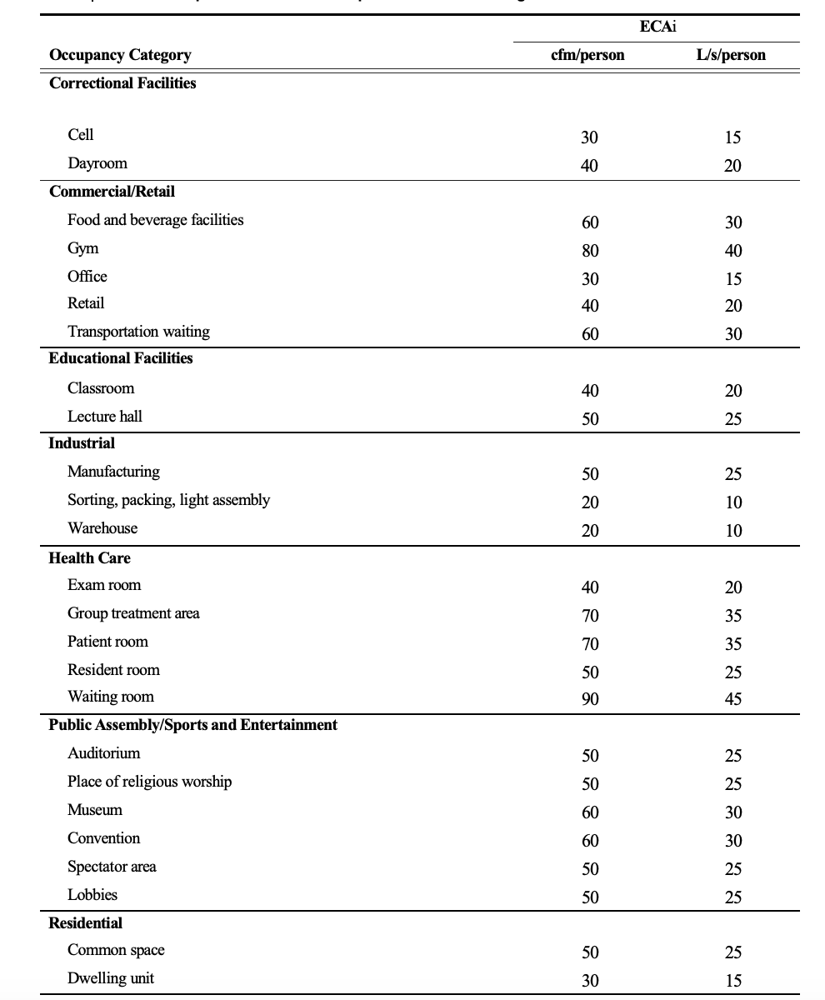 ECAi
Occupancy Category cfm/person L/s/person
Correctional Facilities
Cell 30 15
Dayroom 40 20
Commercial/Retail
Food and beverage facilities 60 30
Gym 80 40
Office 30 15
Retail 40 20
Transportation waiting 60 30
Educational Facilities
Classroom 40 20
Lecture hall 50 25
Industrial
Manufacturing 50 25
Sorting, packing, light assembly 20 10
Warehouse 20 10
Health Care
Exam room 40 20
Group treatment area 70 35
Patient room 70 35
Resident room 50 25
Waiting room 90 45
Public Assembly/Sports and Entertainment
Auditorium 50 25
Place of religious worship 50 25
Museum 60 30
Convention 60 30
Spectator area 50 25
Lobbies 50 25
Residential
Common space 50 25
Dwelling unit 30 15